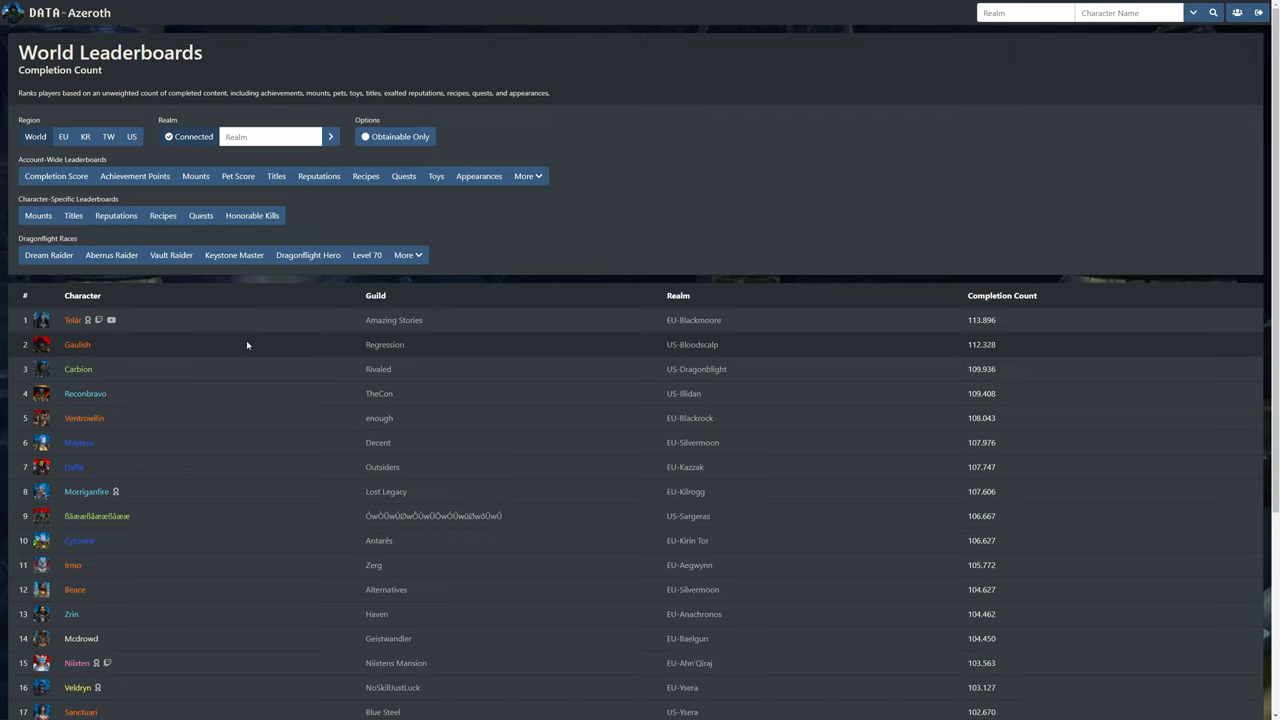 DATA ~ Azeroth
Realm
Character Name
World Leaderboards
Completion Count
Ranks players based on an unweighted count of completed content, including achievements, mounts, pets, toys, titles, exalted reputations, recipes, quests, and appearances.
Region
Realm
Options
World EU KR TW US
Connected Realm
Obtainable Only
Account-Wide Leaderboards
Completion Score Achievement Points Mounts Pet Score Titles Reputations Recipes Quests Toys Appearances More
Character-Specific Leaderboards
Mounts Titles Reputations Recipes Quests Honorable Kills
Dragonflight Races
Dream Raider Aberrus Raider Vault Raider Keystone Master Dragonflight Hero Level 70 More
# Character Guild Realm Completion Count
1 Telâr Amazing Stories EU-Blackmoore 113.896
2 Gaulish Regression US-Bloodscalp 112.328
3 Carbion Rivaled US-Dragonblight 109.936
4 Reconbravo TheCon US-Illidan 109.408
5 Ventrowllin enough EU-Blackrock 108.043
6 Decent EU-Silvermoon 107.976
7 Outsiders EU-Kazzak 107.747
8 Morriganfire Lost Legacy EU-Kilrogg 107.606
9 US-Sargeras 106.667
10 Antarès EU-Kirin Tor 106.627
11 Irmo Zerg EU-Aegwynn 105.772
12 Beace Alternatives EU-Silvermoon 104.627
13 Zrin Haven EU-Anachronos 104.462
14 Mcdrowd Geistwandler EU-Baelgun 104.450
15 Niixten Niixtens Mansion EU-Ahn'Qiraj 103.563
16 Veldryn NoSkillJustLuck EU-Ysera 103.127
17 Sanctuari Blue Steel US-Ysera 102.670